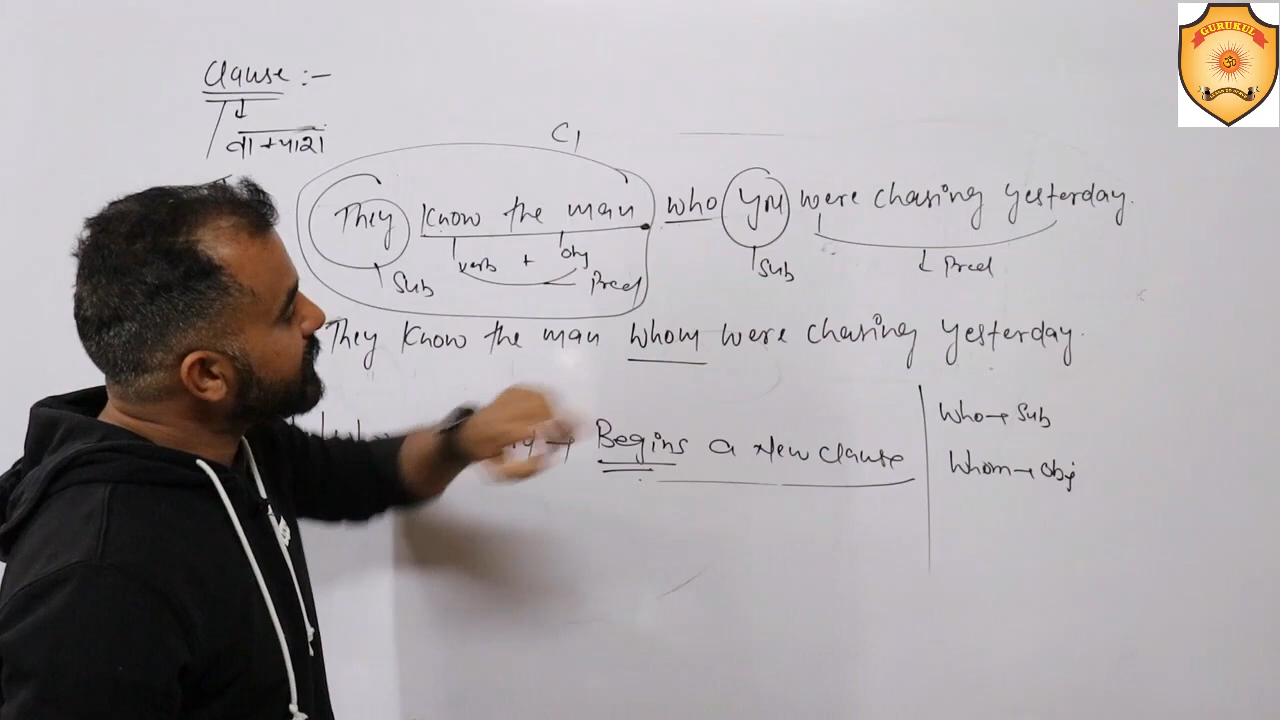 GURUKUL
Clause :-
वाक्यांश
C1
They know the man who you were chasing yesterday.
Sub verb + obj Pred Sub Pred
They know the man whom were chasing yesterday.
Begins a New clause
Who → Sub
Whom → Obj